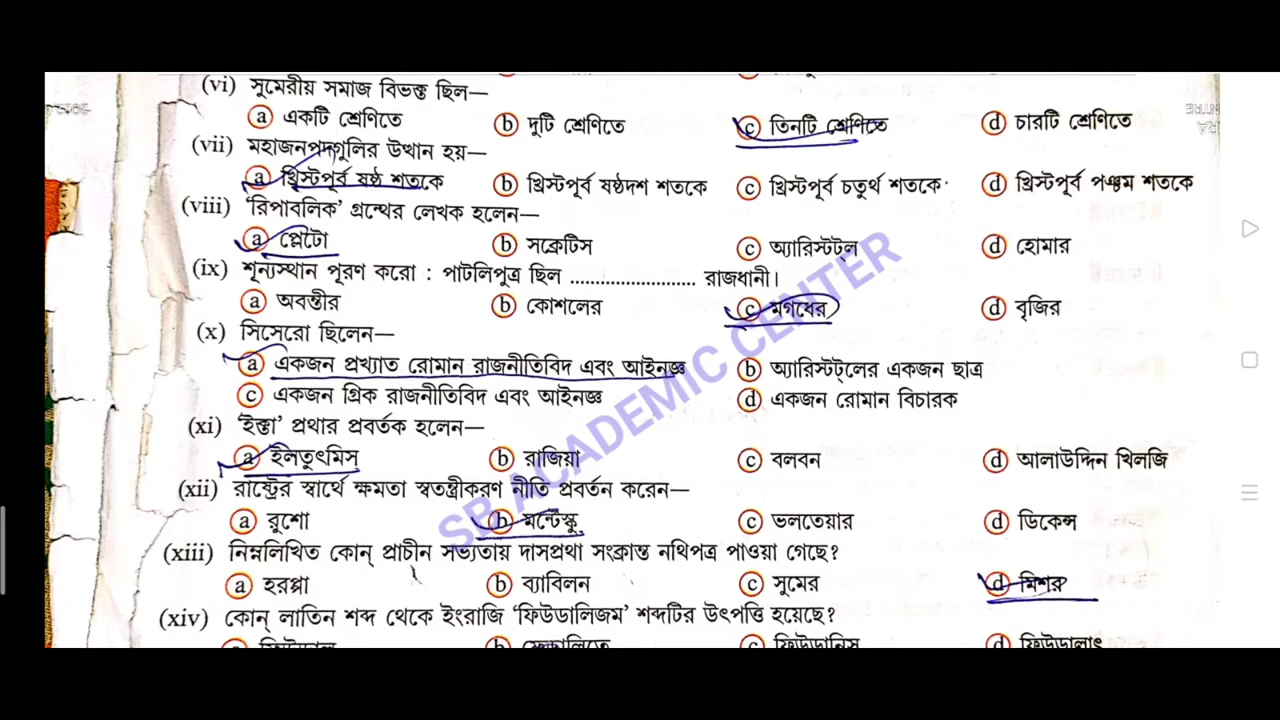 (vi) সুমেরীয় সমাজ বিভক্ত ছিল—
a একটি শ্রেণিতে b দুটি শ্রেণিতে c তিনটি শ্রেণিতে d চারটি শ্রেণিতে
(vii) মহাজনপদগুলির উত্থান হয়—
a খ্রিস্টপূর্ব ষষ্ঠ শতকে b খ্রিস্টপূর্ব ষষ্ঠদশ শতকে c খ্রিস্টপূর্ব চতুর্থ শতকে d খ্রিস্টপূর্ব পঞ্চম শতকে
(viii) 'রিপাবলিক' গ্রন্থের লেখক হলেন—
a প্লেটো b সক্রেটিস c অ্যারিস্টট্ল d হোমার
(ix) শূন্যস্থান পূরণ করো : পাটলিপুত্র ছিল ......................... রাজধানী।
a অবন্তীর b কোশলের c মগধের d বৃজির
(x) সিসেরো ছিলেন—
a একজন প্রখ্যাত রোমান রাজনীতিবিদ এবং আইনজ্ঞ b অ্যারিস্টট্লের একজন ছাত্র
c একজন গ্রিক রাজনীতিবিদ এবং আইনজ্ঞ d একজন রোমান বিচারক
(xi) 'ইক্তা' প্রথার প্রবর্তক হলেন—
a ইলতুৎমিস b রাজিয়া c বলবন d আলাউদ্দিন খিলজি
(xii) রাষ্ট্রের স্বার্থে ক্ষমতা স্বতন্ত্রীকরণ নীতি প্রবর্তন করেন—
a রুশো b মন্টেস্কু c ভলতেয়ার d ডিকেন্স
(xiii) নিম্নলিখিত কোন্ প্রাচীন সভ্যতায় দাসপ্রথা সংক্রান্ত নথিপত্র পাওয়া গেছে?
a হরপ্পা b ব্যাবিলন c সুমের d মিশর
(xiv) কোন্ লাতিন শব্দ থেকে ইংরাজি 'ফিউডালিজম' শব্দটির উৎপত্তি হয়েছে?
SB ACADEMIC CENTER